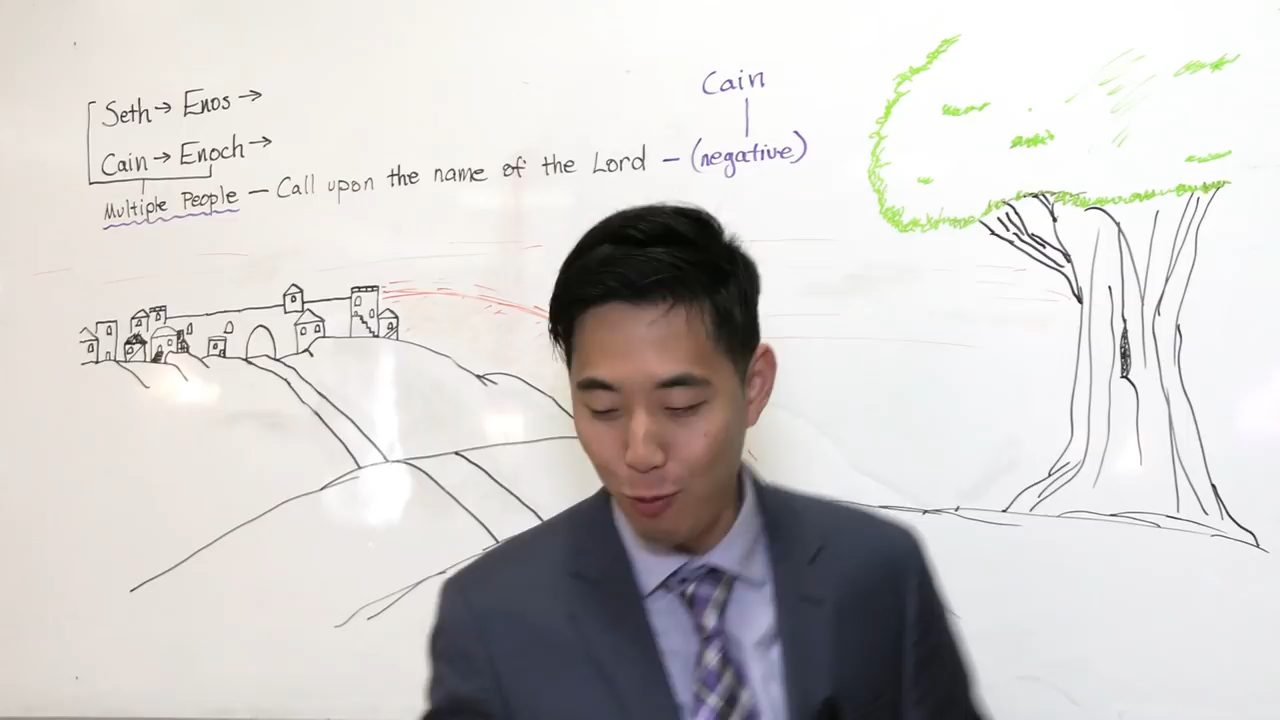 Seth → Enos →
Cain → Enoch →
Multiple People – Call upon the name of the Lord – (negative)
Cain